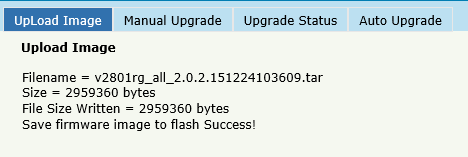 UpLoad Image Manual Upgrade Upgrade Status Auto Upgrade
Upload Image
Filename = v2801rg_all_2.0.2.151224103609.tar
Size = 2959360 bytes
File Size Written = 2959360 bytes
Save firmware image to flash Success!